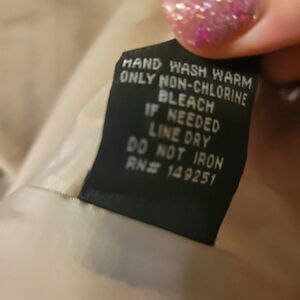 HAND WASH WARM
ONLY NON-CHLORINE
BLEACH
IF NEEDED
LINE DRY
DO NOT IRON
RN# 149251